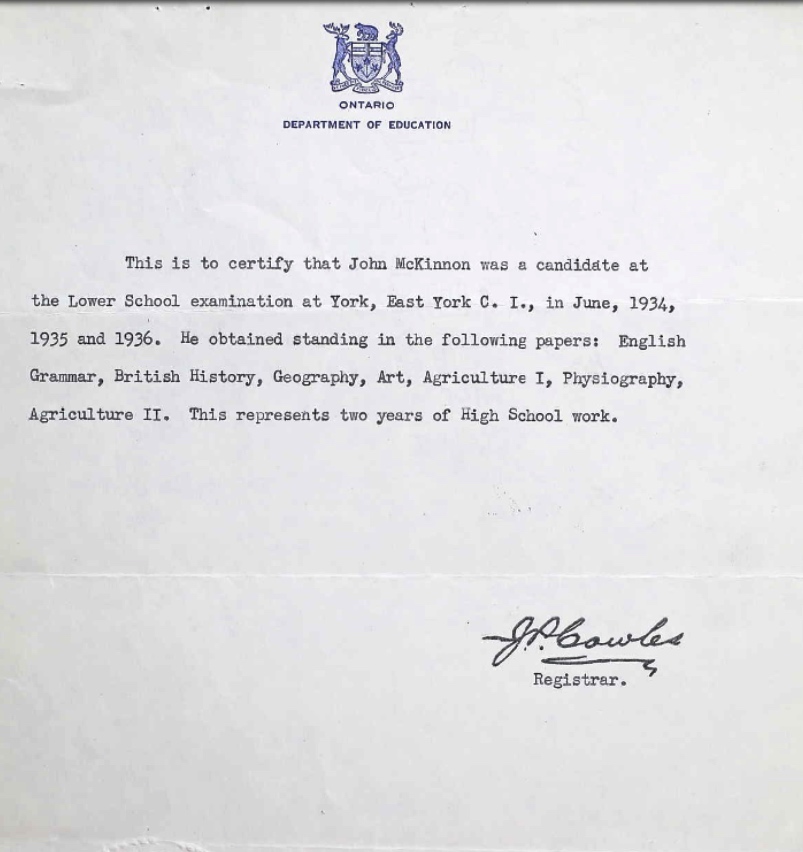 ONTARIO
DEPARTMENT OF EDUCATION
This is to certify that John McKinnon was a candidate at
the Lower School examination at York, East York C. I., in June, 1934,
1935 and 1936. He obtained standing in the following papers: English
Grammar, British History, Geography, Art, Agriculture I, Physiography,
Agriculture II. This represents two years of High School work.
J.P. Cowles
Registrar.